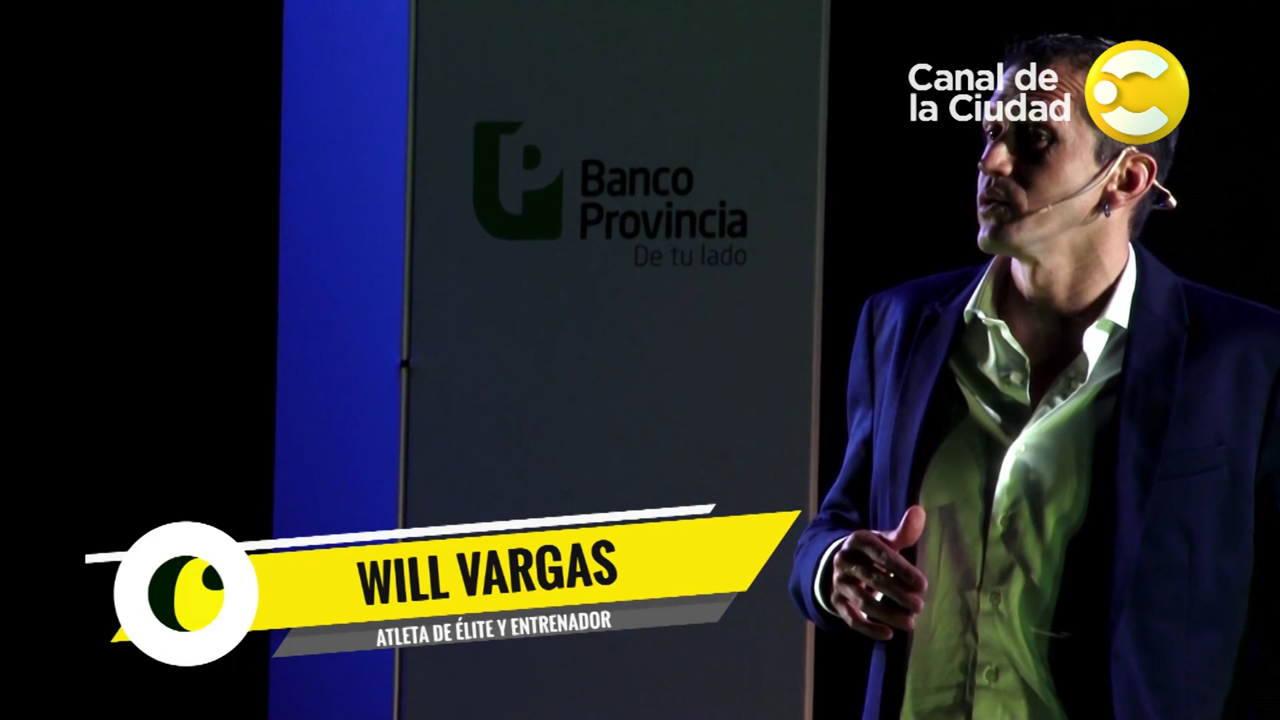 Canal de
la Ciudad
Banco
Provincia
De tu lado
WILL VARGAS
ATLETA DE ÉLITE Y ENTRENADOR